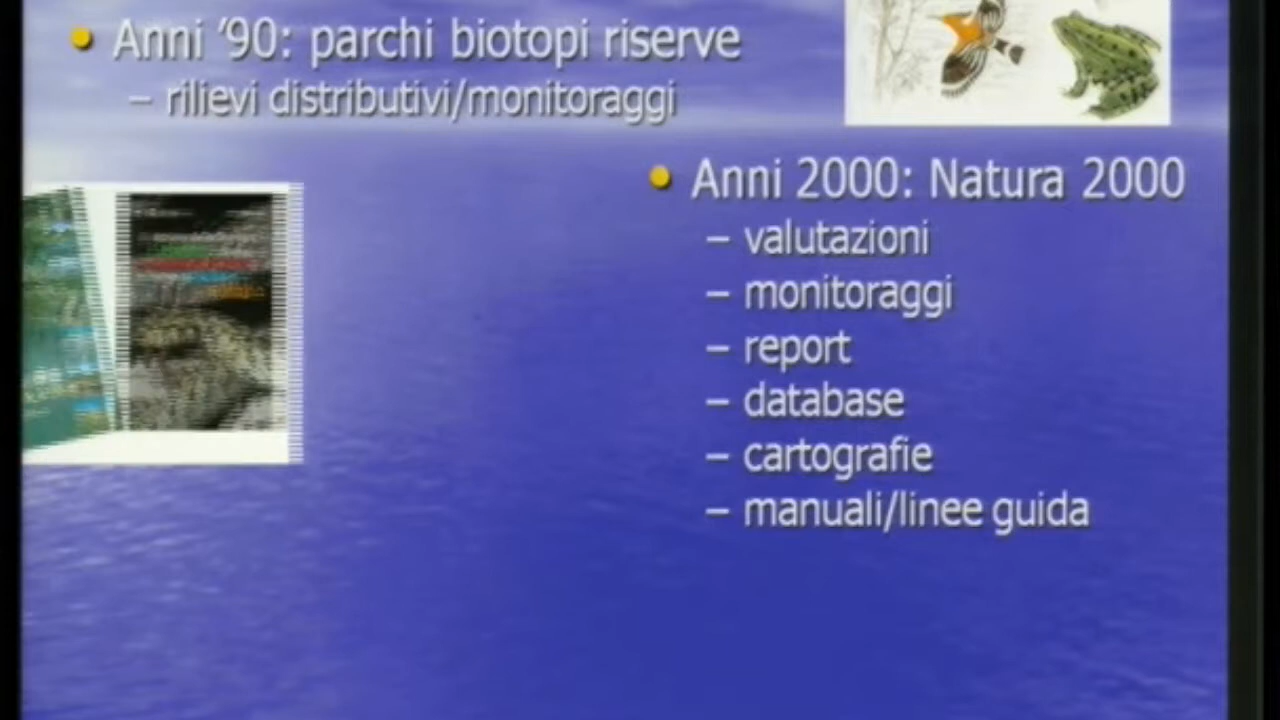 Anni ’90: parchi biotopi riserve
– rilievi distributivi/monitoraggi
Anni 2000: Natura 2000
– valutazioni
– monitoraggi
– report
– database
– cartografie
– manuali/linee guida